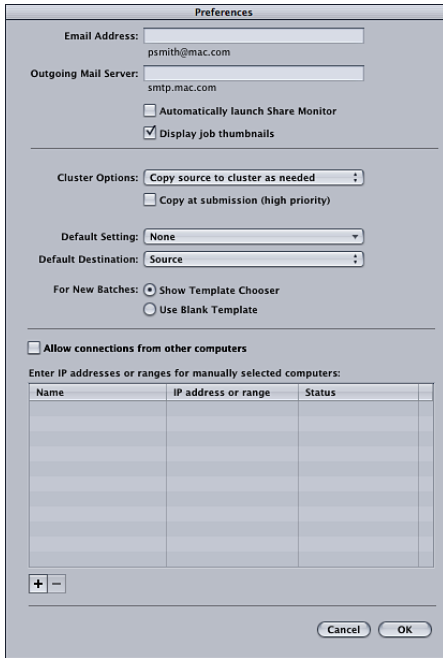 Preferences
Email Address:
psmith@mac.com
Outgoing Mail Server:
smtp.mac.com
Automatically launch Share Monitor
Display job thumbnails
Cluster Options: Copy source to cluster as needed
Copy at submission (high priority)
Default Setting: None
Default Destination: Source
For New Batches: Show Template Chooser
Use Blank Template
Allow connections from other computers
Enter IP addresses or ranges for manually selected computers:
Name IP address or range Status
+ −
Cancel OK